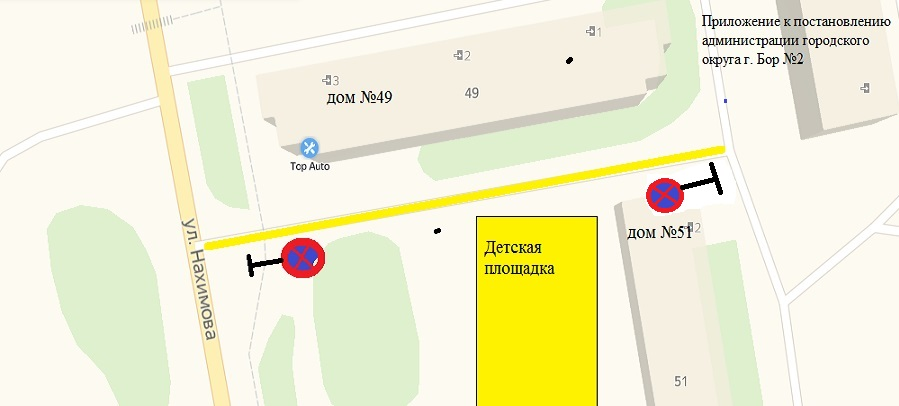 Приложение к постановлению
администрации городского
округа г. Бор №2
1
2
3
49
дом №49
Top Auto
ул. Нахимова
Детская
площадка
дом №51
2
51